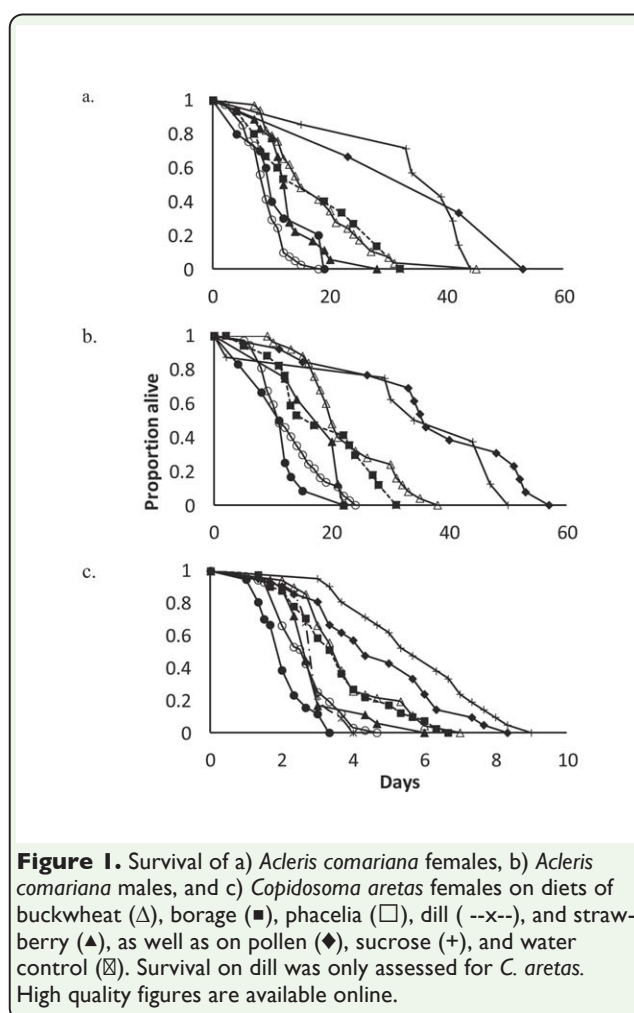 a.
1
0.8
0.6
0.4
0.2
0
0 20 40 60
b.
1
0.8
0.6
0.4
0.2
0
0 20 40 60
Proportion alive
c.
1
0.8
0.6
0.4
0.2
0
0 2 4 6 8 10
Days
Figure 1. Survival of a) Acleris comariana females, b) Acleris
comariana males, and c) Copidosoma aretas females on diets of
buckwheat (△), borage (■), phacelia (□), dill ( --x--), and straw-
berry (▲), as well as on pollen (◆), sucrose (+), and water
control (☒). Survival on dill was only assessed for C. aretas.
High quality figures are available online.